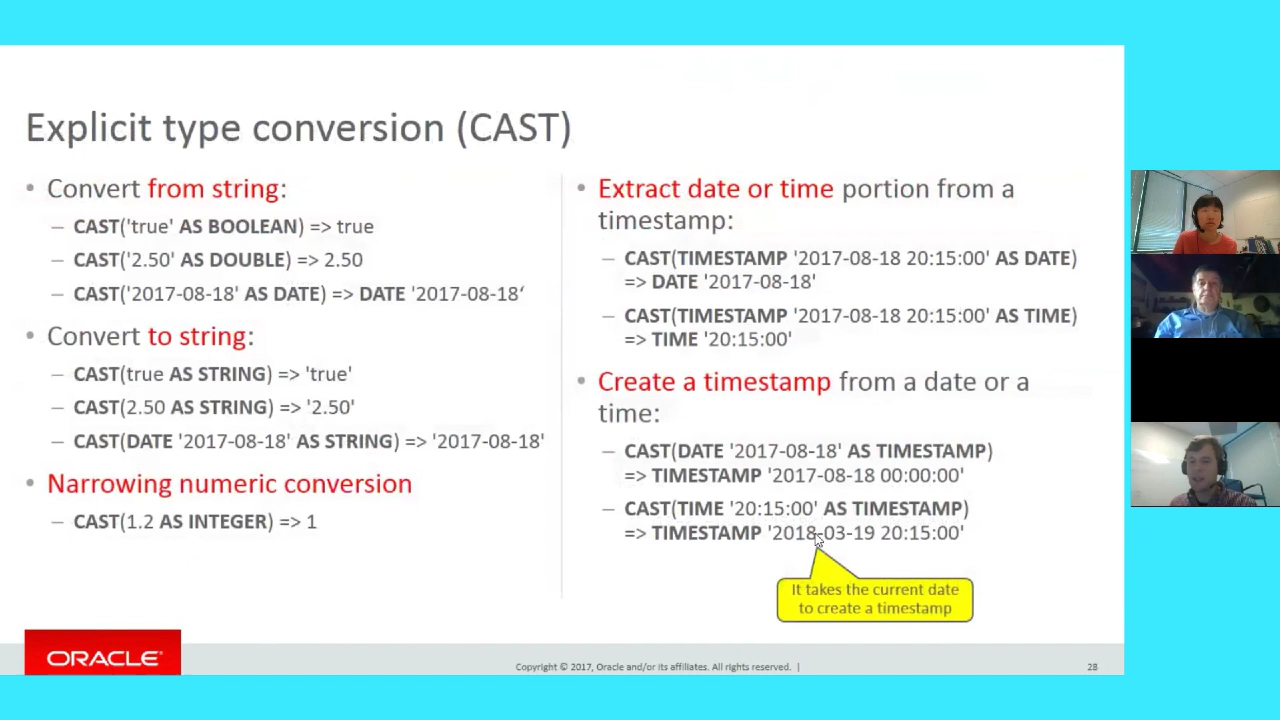 Explicit type conversion (CAST)
• Convert from string:
– CAST('true' AS BOOLEAN) => true
– CAST('2.50' AS DOUBLE) => 2.50
– CAST('2017-08-18' AS DATE) => DATE '2017-08-18‘
• Convert to string:
– CAST(true AS STRING) => 'true'
– CAST(2.50 AS STRING) => '2.50'
– CAST(DATE '2017-08-18' AS STRING) => '2017-08-18'
• Narrowing numeric conversion
– CAST(1.2 AS INTEGER) => 1
• Extract date or time portion from a
timestamp:
– CAST(TIMESTAMP '2017-08-18 20:15:00' AS DATE)
=> DATE '2017-08-18'
– CAST(TIMESTAMP '2017-08-18 20:15:00' AS TIME)
=> TIME '20:15:00'
• Create a timestamp from a date or a
time:
– CAST(DATE '2017-08-18' AS TIMESTAMP)
=> TIMESTAMP '2017-08-18 00:00:00'
– CAST(TIME '20:15:00' AS TIMESTAMP)
=> TIMESTAMP '2018-03-19 20:15:00'
It takes the current date
to create a timestamp
ORACLE®
Copyright © 2017, Oracle and/or its affiliates. All rights reserved. |
28